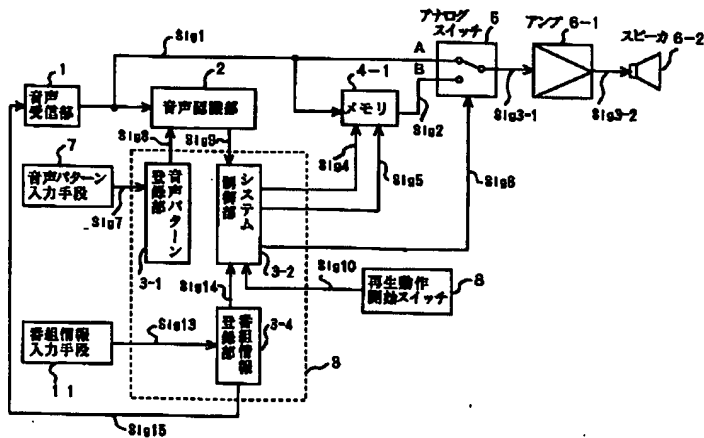 Sig1
アナログ
スイッチ
5
アンプ
6-1
スピーカ 6-2
1
音声
受信部
2
音声認識部
4-1
メモリ
A
B
Sig2
Sig3-1
Sig3-2
Sig8
Sig9
Sig4
Sig5
Sig6
7
音声パターン
入力手段
Sig7
音声パターン
登録部
3-1
システム
制御部
3-2
Sig14
Sig10
再生動作
開始スイッチ
8
番組情報
入力手段
11
Sig13
番組情報
登録部
3-4
3
Sig15